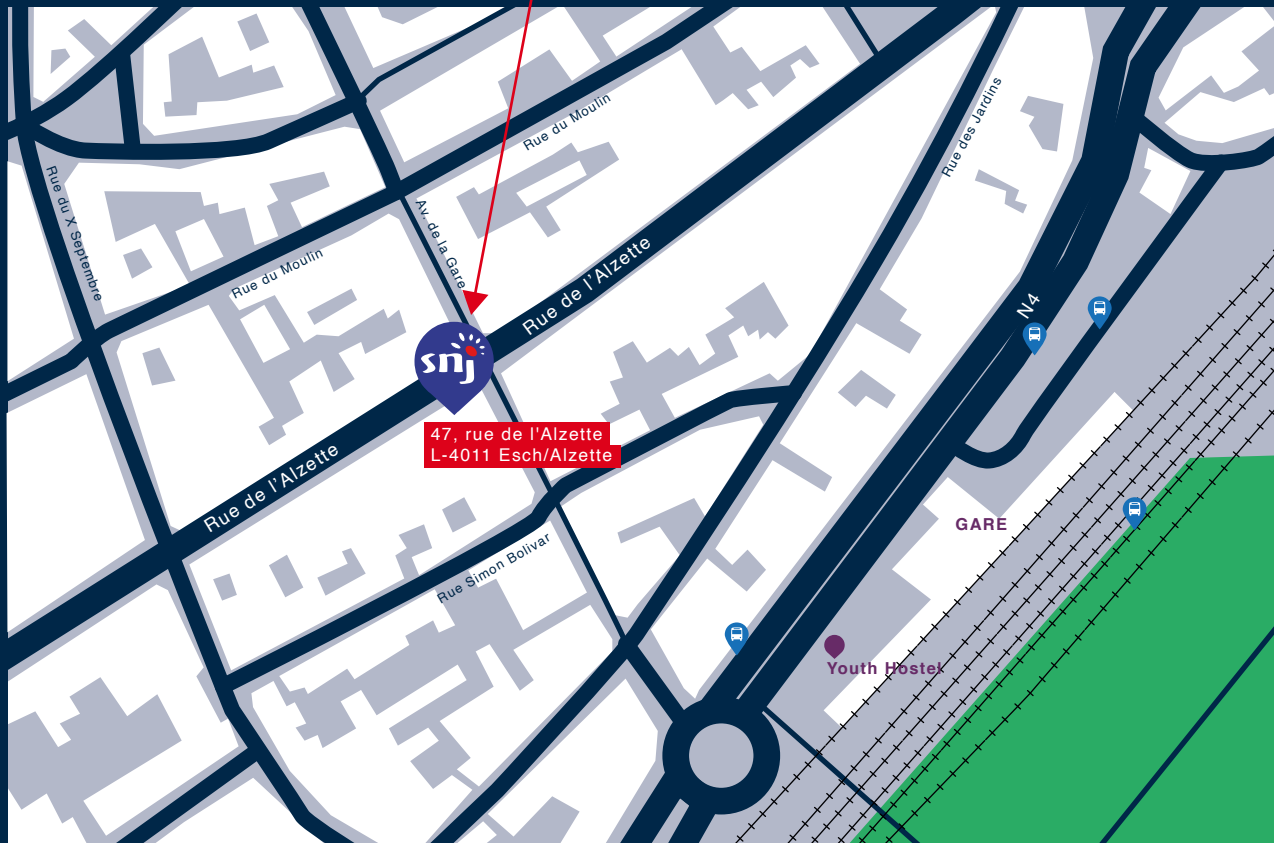 Rue du Moulin
Rue des Jardins
Rue du X Septembre
Av. de la Gare
Rue du Moulin
Rue de l'Alzette
N4
snj
47, rue de l'Alzette
L-4011 Esch/Alzette
Rue de l'Alzette
GARE
Rue Simon Bolivar
Youth Hostel